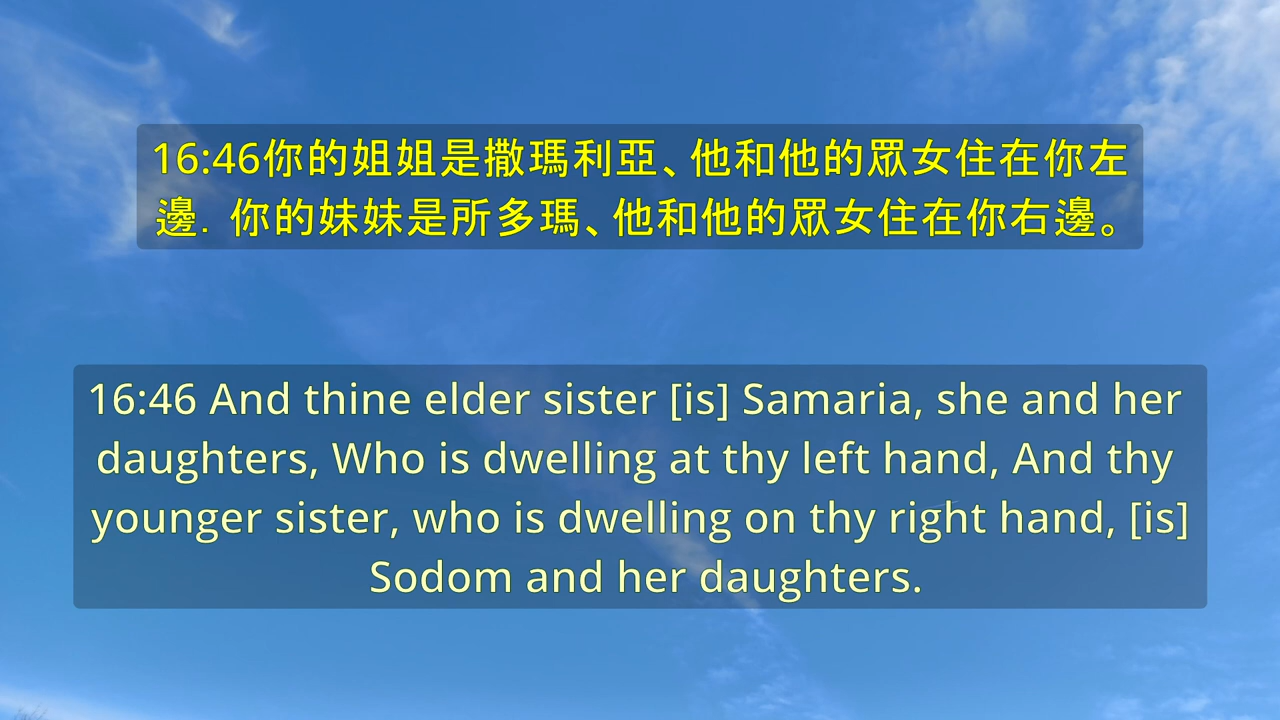 16:46你的姐姐是撒瑪利亞、他和他的眾女住在你左
邊．你的妹妹是所多瑪、他和他的眾女住在你右邊。
16:46 And thine elder sister [is] Samaria, she and her
daughters, Who is dwelling at thy left hand, And thy
younger sister, who is dwelling on thy right hand, [is]
Sodom and her daughters.